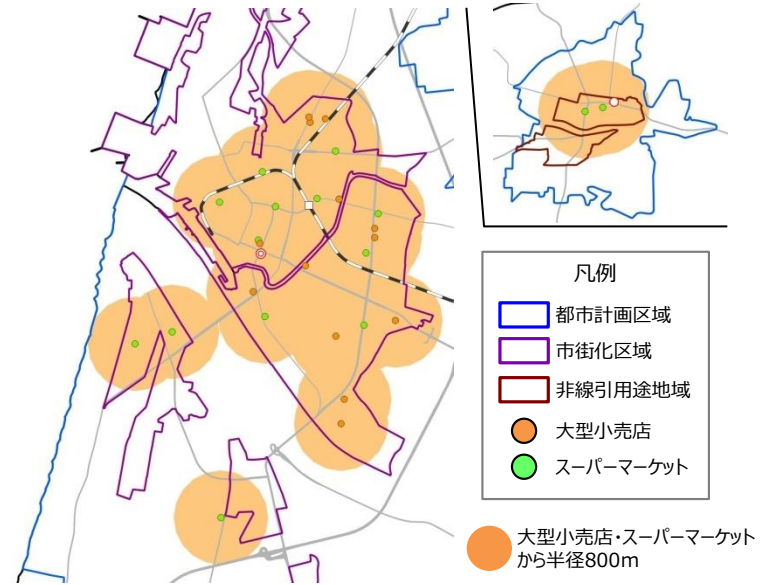 凡例
都市計画区域
市街化区域
非線引用途地域
大型小売店
スーパーマーケット
大型小売店・スーパーマーケット
から半径800m